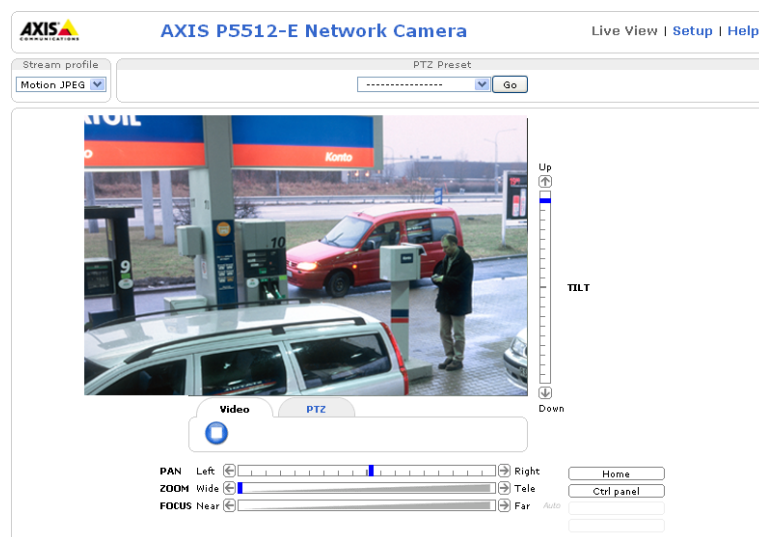 AXIS
COMMUNICATIONS
AXIS P5512-E Network Camera
Live View | Setup | Help
Stream profile
Motion JPEG
PTZ Preset
----------------
Go
Konto
10
9
Up
TILT
Down
Video
PTZ
PAN Left Right
ZOOM Wide Tele
FOCUS Near Far Auto
Home
Ctrl panel